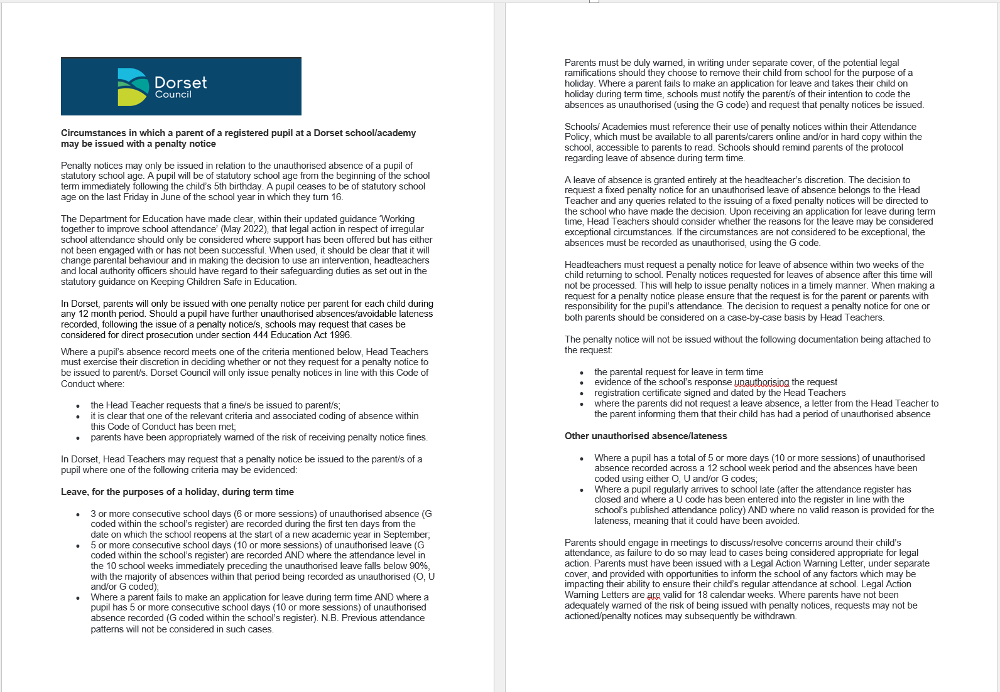 Dorset
Council
Circumstances in which a parent of a registered pupil at a Dorset school/academy
may be issued with a penalty notice
Penalty notices may only be issued in relation to the unauthorised absence of a pupil of
statutory school age. A pupil will be of statutory school age from the beginning of the school
term immediately following the child's 5th birthday. A pupil ceases to be of statutory school
age on the last Friday in June of the school year in which they turn 16.
The Department for Education have made clear, within their updated guidance 'Working
together to improve school attendance' (May 2022), that legal action in respect of irregular
school attendance should only be considered where support has been offered but has either
not been engaged with or has not been successful. When used, it should be clear that it will
change parental behaviour and in making the decision to use an intervention, headteachers
and local authority officers should have regard to their safeguarding duties as set out in the
statutory guidance on Keeping Children Safe in Education.
In Dorset, parents will only be issued with one penalty notice per parent for each child during
any 12 month period. Should a pupil have further unauthorised absences/avoidable lateness
recorded, following the issue of a penalty notice/s, schools may request that cases be
considered for direct prosecution under section 444 Education Act 1996.
Where a pupil's absence record meets one of the criteria mentioned below, Head Teachers
must exercise their discretion in deciding whether or not they request for a penalty notice to
be issued to parent/s. Dorset Council will only issue penalty notices in line with this Code of
Conduct where:
• the Head Teacher requests that a fine/s be issued to parent/s;
• it is clear that one of the relevant criteria and associated coding of absence within
this Code of Conduct has been met;
• parents have been appropriately warned of the risk of receiving penalty notice fines.
In Dorset, Head Teachers may request that a penalty notice be issued to the parent/s of a
pupil where one of the following criteria may be evidenced:
Leave, for the purposes of a holiday, during term time
• 3 or more consecutive school days (6 or more sessions) of unauthorised absence (G
coded within the school's register) are recorded during the first ten days from the
date on which the school reopens at the start of a new academic year in September;
• 5 or more consecutive school days (10 or more sessions) of unauthorised leave (G
coded within the school's register) are recorded AND where the attendance level in
the 10 school weeks immediately preceding the unauthorised leave falls below 90%,
with the majority of absences within that period being recorded as unauthorised (O, U
and/or G coded);
• Where a parent fails to make an application for leave during term time AND where a
pupil has 5 or more consecutive school days (10 or more sessions) of unauthorised
absence recorded (G coded within the school's register). N.B. Previous attendance
patterns will not be considered in such cases.
Parents must be duly warned, in writing under separate cover, of the potential legal
ramifications should they choose to remove their child from school for the purpose of a
holiday. Where a parent fails to make an application for leave and takes their child on
holiday during term time, schools must notify the parent/s of their intention to code the
absences as unauthorised (using the G code) and request that penalty notices be issued.
Schools/ Academies must reference their use of penalty notices within their Attendance
Policy, which must be available to all parents/carers online and/or in hard copy within the
school, accessible to parents to read. Schools should remind parents of the protocol
regarding leave of absence during term time.
A leave of absence is granted entirely at the headteacher's discretion. The decision to
request a fixed penalty notice for an unauthorised leave of absence belongs to the Head
Teacher and any queries related to the issuing of a fixed penalty notices will be directed to
the school who have made the decision. Upon receiving an application for leave during term
time, Head Teachers should consider whether the reasons for the leave may be considered
exceptional circumstances. If the circumstances are not considered to be exceptional, the
absences must be recorded as unauthorised, using the G code.
Headteachers must request a penalty notice for leave of absence within two weeks of the
child returning to school. Penalty notices requested for leaves of absence after this time will
not be processed. This will help to issue penalty notices in a timely manner. When making a
request for a penalty notice please ensure that the request is for the parent or parents with
responsibility for the pupil's attendance. The decision to request a penalty notice for one or
both parents should be considered on a case-by-case basis by Head Teachers.
The penalty notice will not be issued without the following documentation being attached to
the request:
• the parental request for leave in term time
• evidence of the school's response unauthorising the request
• registration certificate signed and dated by the Head Teachers
• where the parents did not request a leave absence, a letter from the Head Teacher to
the parent informing them that their child has had a period of unauthorised absence
Other unauthorised absence/lateness
• Where a pupil has a total of 5 or more days (10 or more sessions) of unauthorised
absence recorded across a 12 school week period and the absences have been
coded using either O, U and/or G codes;
• Where a pupil regularly arrives to school late (after the attendance register has
closed and where a U code has been entered into the register in line with the
school's published attendance policy) AND where no valid reason is provided for the
lateness, meaning that it could have been avoided.
Parents should engage in meetings to discuss/resolve concerns around their child's
attendance, as failure to do so may lead to cases being considered appropriate for legal
action. Parents must have been issued with a Legal Action Warning Letter, under separate
cover, and provided with opportunities to inform the school of any factors which may be
impacting their ability to ensure their child's regular attendance at school. Legal Action
Warning Letters are are valid for 18 calendar weeks. Where parents have not been
adequately warned of the risk of being issued with penalty notices, requests may not be
actioned/penalty notices may subsequently be withdrawn.